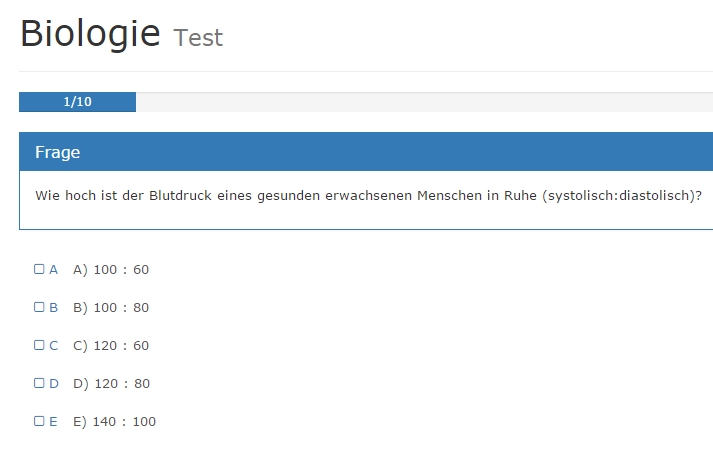 Biologie Test
1/10
Frage
Wie hoch ist der Blutdruck eines gesunden erwachsenen Menschen in Ruhe (systolisch:diastolisch)?
A A) 100 : 60
B B) 100 : 80
C C) 120 : 60
D D) 120 : 80
E E) 140 : 100